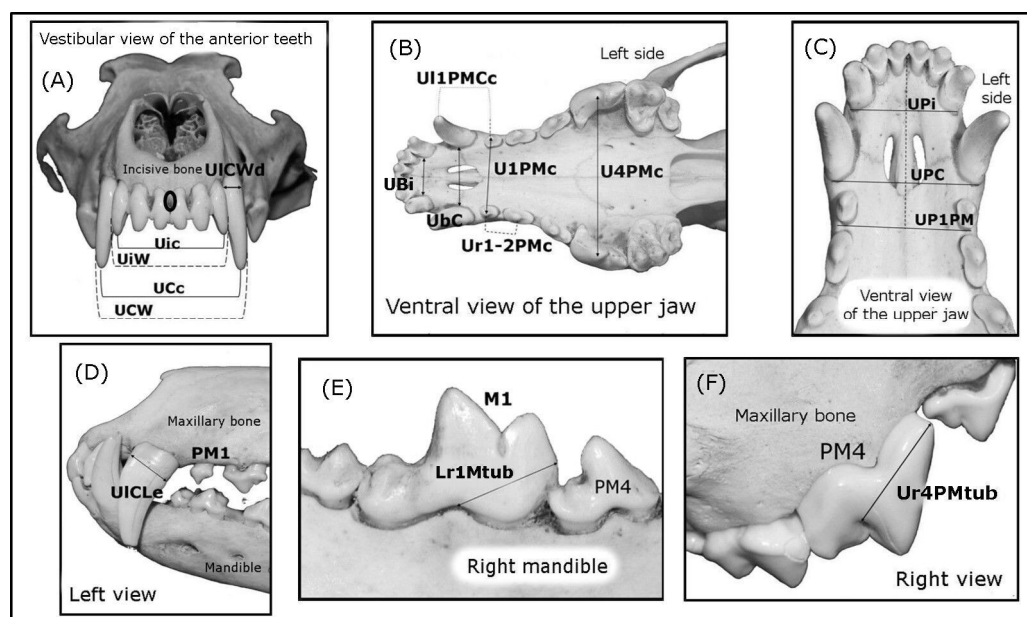 Vestibular view of the anterior teeth
(A)
Incisive bone
UlCWd
0
Uic
UiW
UCc
UCW
(B)
Left side
Ul1PMCc
UBi
U1PMc
U4PMc
UbC
Ur1-2PMc
Ventral view of the upper jaw
(C)
Left
side
UPi
UPC
UP1PM
Ventral view
of the upper jaw
(D)
Maxillary bone
PM1
UlCLe
Mandible
Left view
(E)
M1
Lr1Mtub
PM4
Right mandible
(F)
Maxillary bone
PM4
Ur4PMtub
Right view